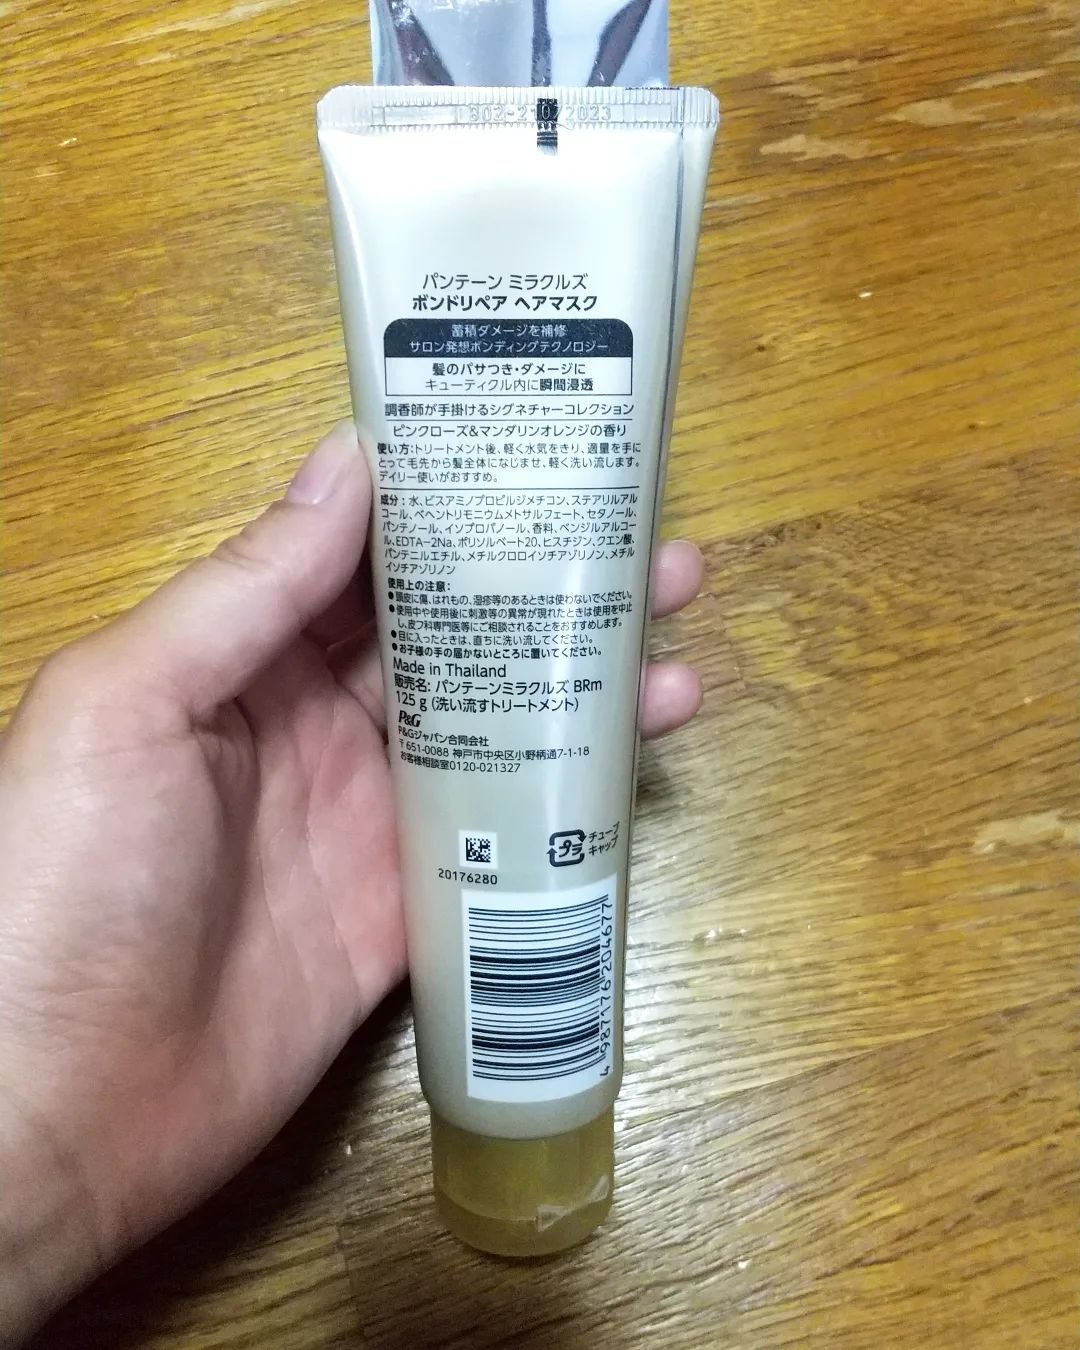 パンテーン ミラクルズ
ボンドリペア ヘアマスク
蓄積ダメージを補修
サロン発想ボンディングテクノロジー
髪のパサつき・ダメージに
キューティクル内に瞬間浸透
調香師が手掛けるシグネチャーコレクション
ピンクローズ&マンダリンオレンジの香り
使い方:トリートメント後、軽く水気をきり、適量を手に
とって毛先から髪全体になじませ、軽く洗い流します。
デイリー使いがおすすめ。
成分:水、ビスアミノプロピルジメチコン、ステアリルアル
コール、ベヘントリモニウムメトサルフェート、セタノール、
パンテノール、イソプロパノール、香料、ベンジルアルコー
ル、EDTA-2Na、ポリソルベート20、ヒスチジン、クエン酸、
パンテニルエチル、メチルクロロイソチアゾリノン、メチル
イソチアゾリノン
使用上の注意:
●頭皮に傷、はれもの、湿疹等のあるときは使わないでください。
●使用中や使用後に刺激等の異常が現れたときは使用を中止
し、皮フ科専門医等にご相談されることをおすすめします。
●目に入ったときは、直ちに洗い流してください。
●お子様の手の届かないところに置いてください。
Made in Thailand
販売名: パンテーンミラクルズ BRm
125 g (洗い流すトリートメント)
P&G
P&Gジャパン合同会社
〒651-0088 神戸市中央区小野柄通7-1-18
お客様相談室0120-021327
プラ
チューブ
キャップ
20176280
4 987176 204677